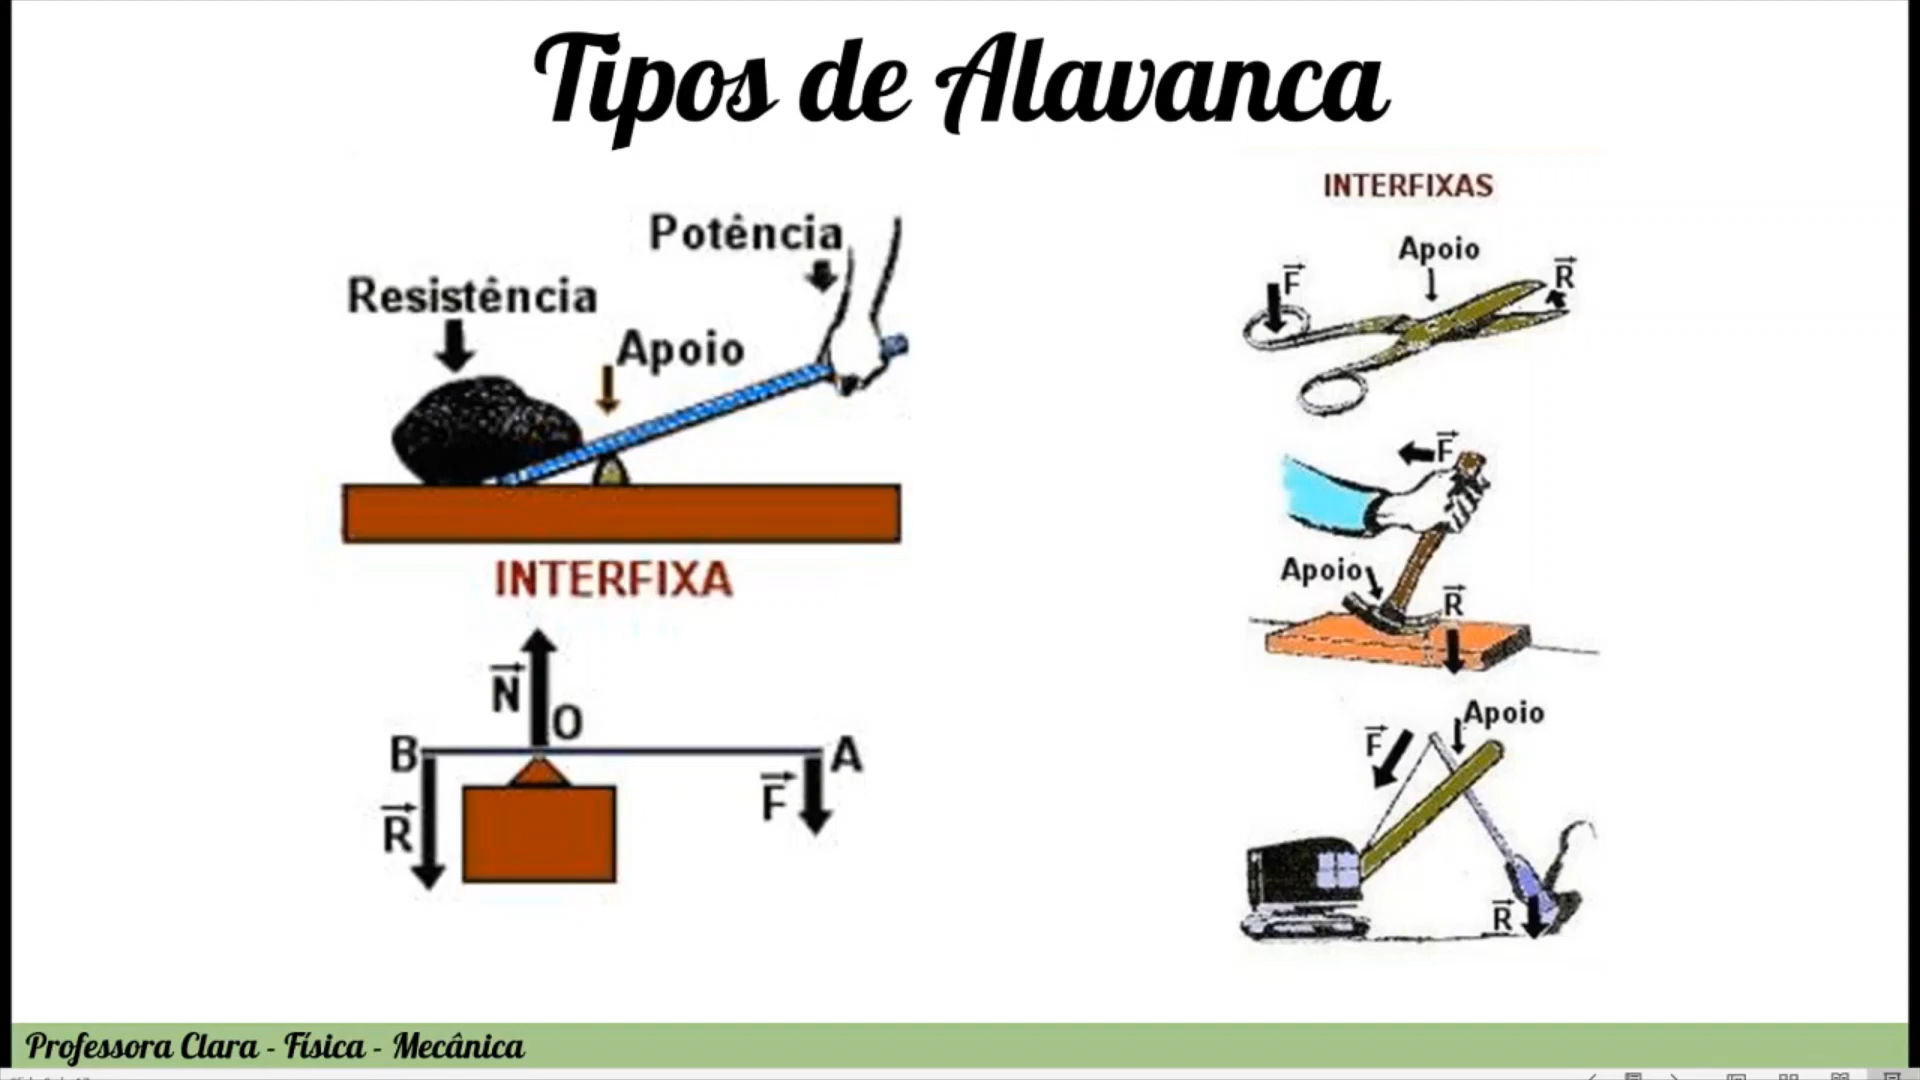 Tipos de Alavanca
Potência
Resistência
Apoio
INTERFIXA
N
O
B
A
R
F
INTERFIXAS
Apoio
F
R
F
Apoio
R
Apoio
F
R
Professora Clara - Física - Mecânica